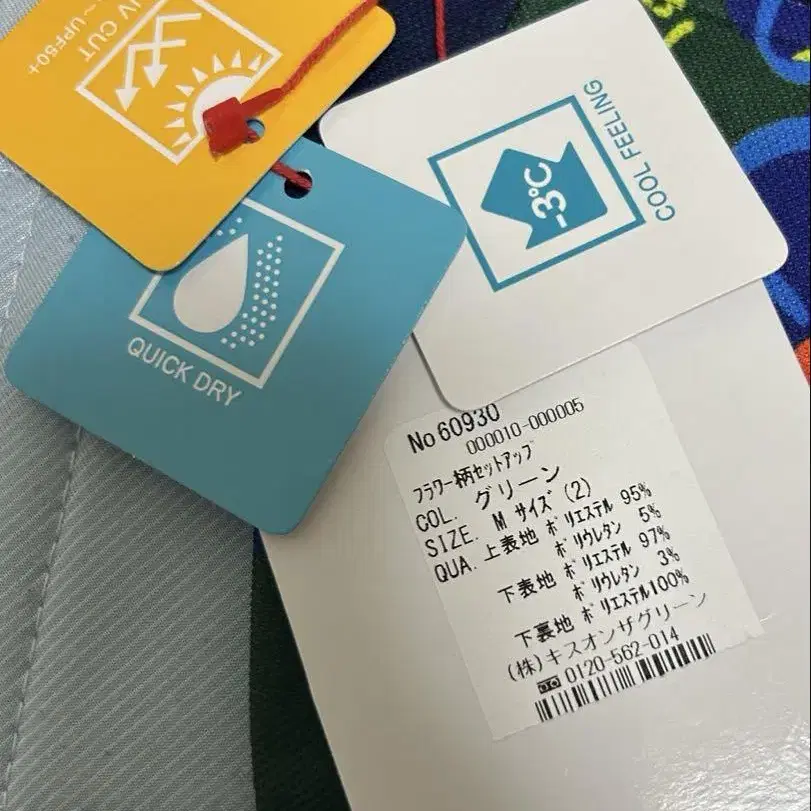 UV CUT
~UPF50+
QUICK DRY
COOL FEELING
-3℃
No 60930
000010-000005
フラワー柄セットアップ
COL. グリーン
SIZE. M サイズ(2)
QUA. 上表地 ポリエステル 95%
ポリウレタン 5%
下表地 ポリエステル 97%
ポリウレタン 3%
下裏地 ポリエステル100%
(株)キスオンザグリーン
0120-562-014